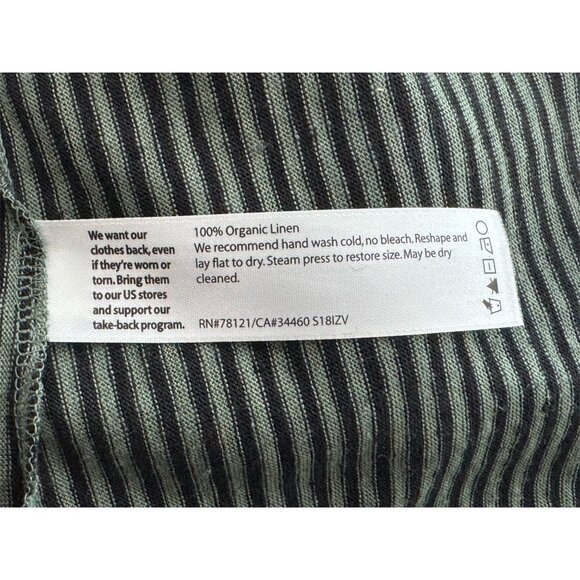 We want our
clothes back, even
if they're worn or
torn. Bring them
to our US stores
and support our
take-back program.
100% Organic Linen
We recommend hand wash cold, no bleach. Reshape and
lay flat to dry. Steam press to restore size. May be dry
cleaned.
RN#78121/CA#34460 S18IZV